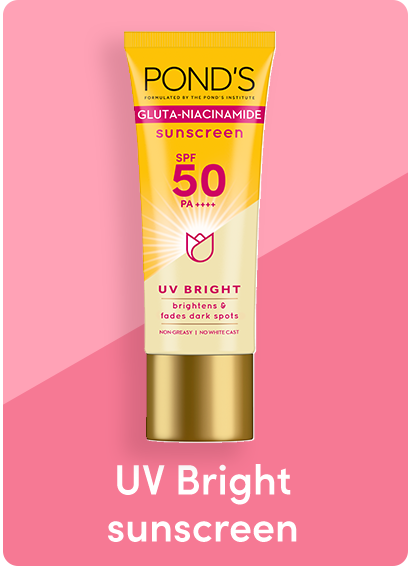 POND'S
FORMULATED BY THE POND'S INSTITUTE
GLUTA-NIACINAMIDE
sunscreen
SPF
50
PA ++++
UV BRIGHT
brightens &
fades dark spots
NON GREASY | NO WHITE CAST
UV Bright
sunscreen